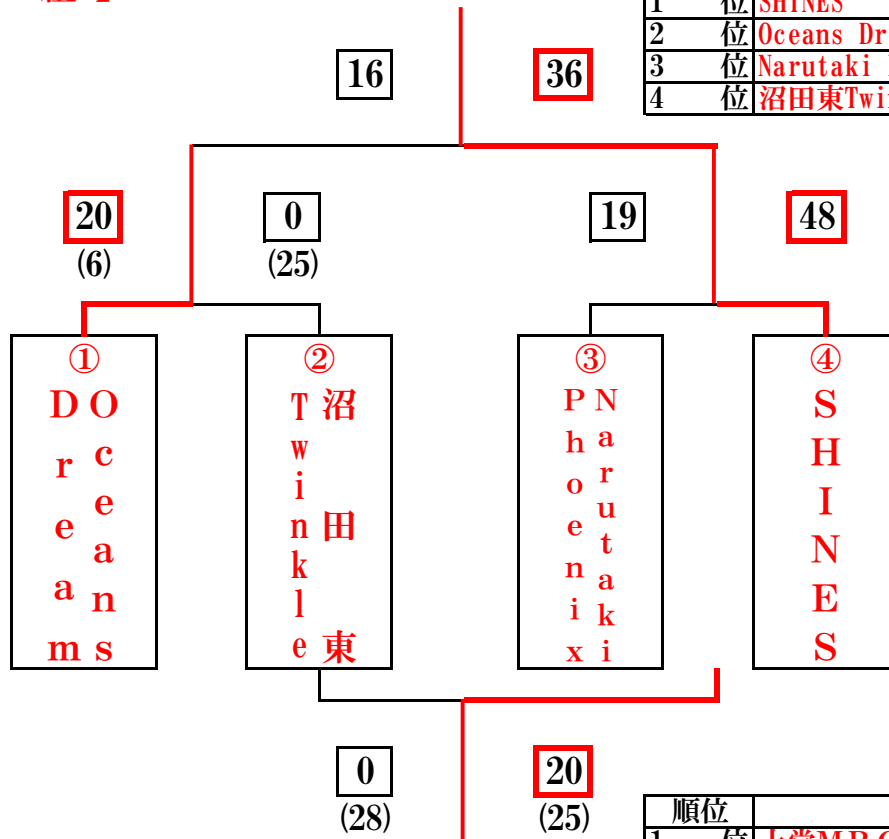 1 位 SHINES
2 位 Oceans Dr
3 位 Narutaki
4 位 沼田東Twi
16
36
20
(6)
0
(25)
19
48
①
Oceans
Dreams
②
沼田東
Twinkle
③
Narutaki
Phoenix
④
SHINES
0
(28)
20
(25)
順位